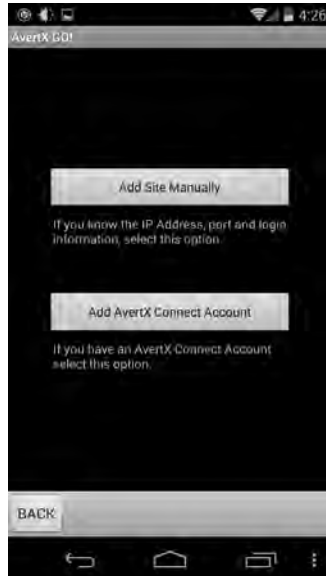 4:26
AvertX GO!
Add Site Manually
If you know the IP Address, port and login
information, select this option.
Add AvertX Connect Account
If you have an AvertX Connect Account
select this option.
BACK